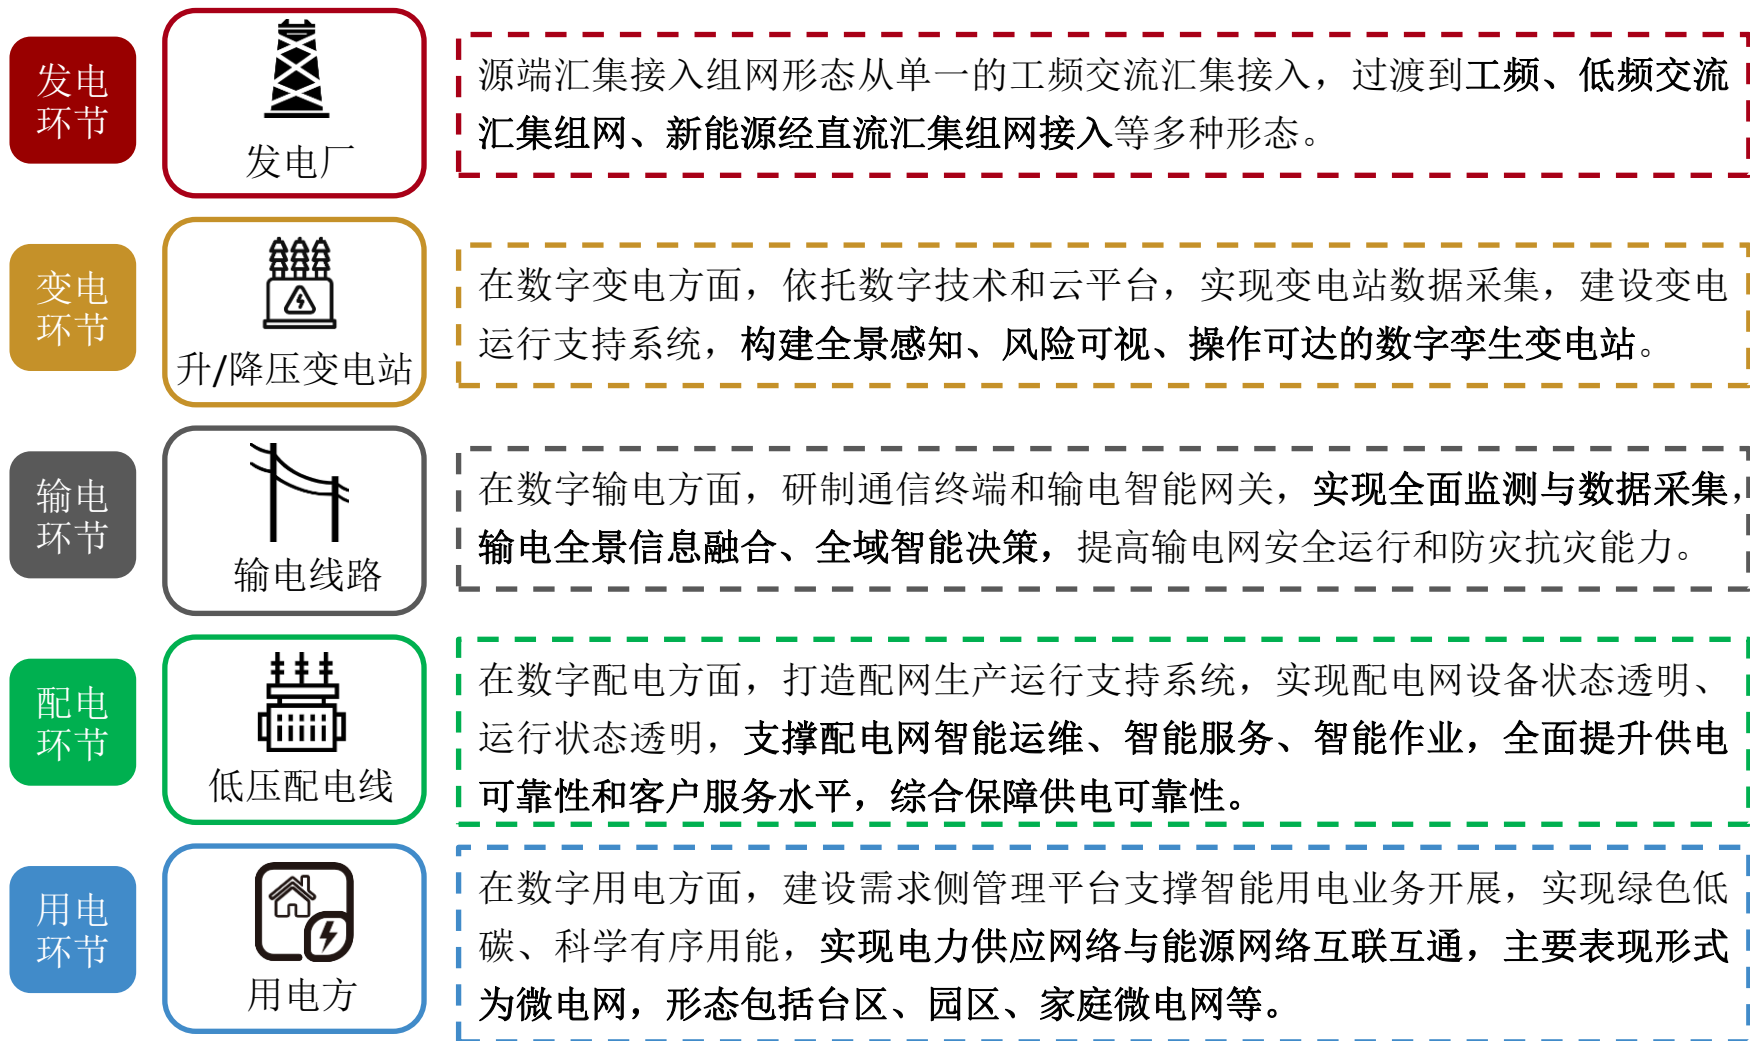 发电
环节
发电厂
源端汇集接入组网形态从单一的工频交流汇集接入，过渡到工频、低频交流
汇集组网、新能源经直流汇集组网接入等多种形态。
变电
环节
升/降压变电站
在数字变电方面，依托数字技术和云平台，实现变电站数据采集，建设变电
运行支持系统，构建全景感知、风险可视、操作可达的数字孪生变电站。
输电
环节
输电线路
在数字输电方面，研制通信终端和输电智能网关，实现全面监测与数据采集，
输电全景信息融合、全域智能决策，提高输电网安全运行和防灾抗灾能力。
配电
环节
低压配电线
在数字配电方面，打造配网生产运行支持系统，实现配电网设备状态透明、
运行状态透明，支撑配电网智能运维、智能服务、智能作业，全面提升供电
可靠性和客户服务水平，综合保障供电可靠性。
用电
环节
用电方
在数字用电方面，建设需求侧管理平台支撑智能用电业务开展，实现绿色低
碳、科学有序用能，实现电力供应网络与能源网络互联互通，主要表现形式
为微电网，形态包括台区、园区、家庭微电网等。